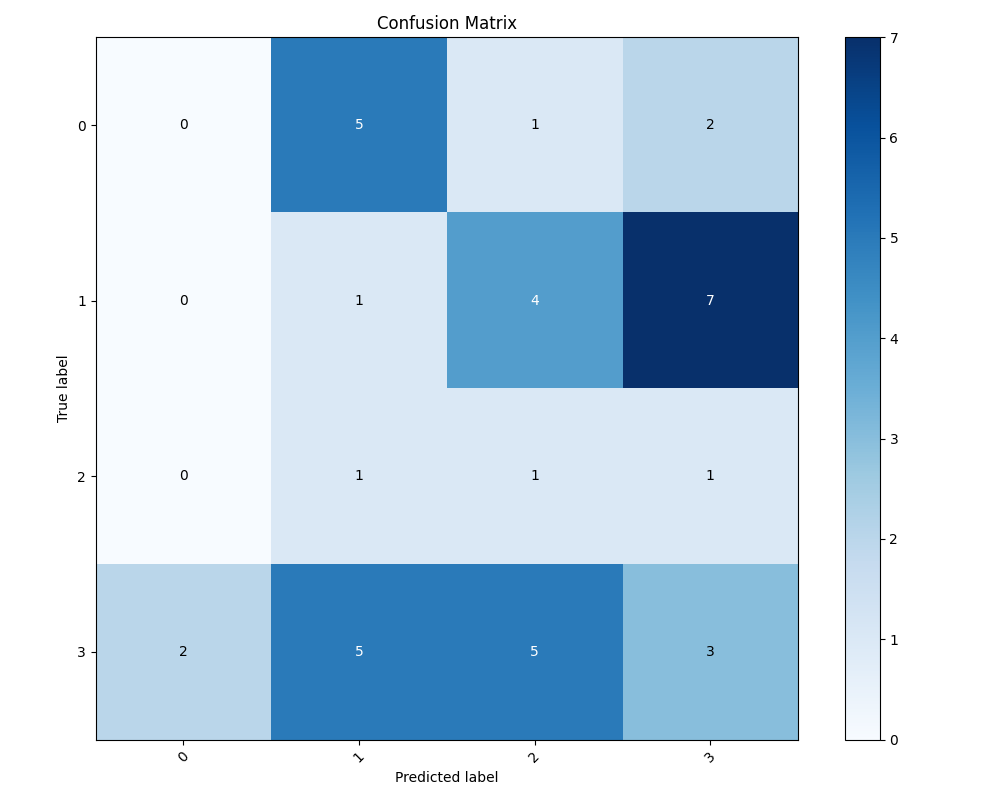 Confusion Matrix
0 0 5 1 2
1 0 1 4 7
2 0 1 1 1
3 2 5 5 3
0 1 2 3
Predicted label
True label
7
6
5
4
3
2
1
0